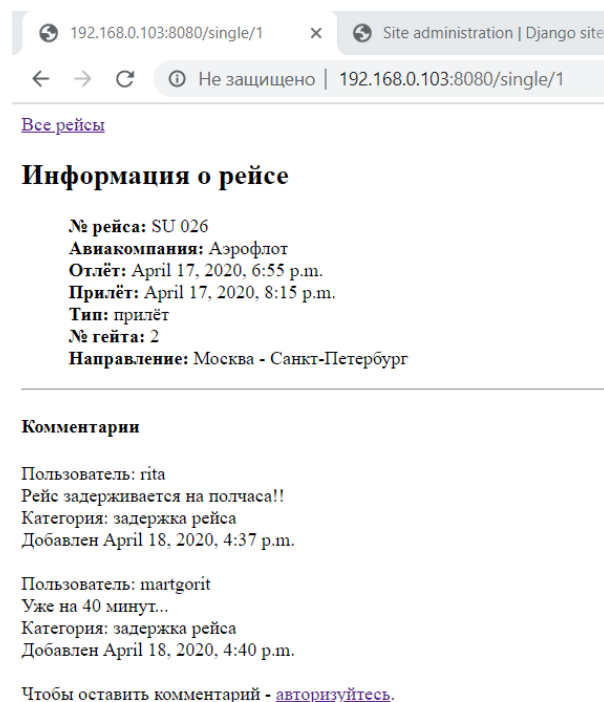 192.168.0.103:8080/single/1
Site administration | Django site
Не защищено | 192.168.0.103:8080/single/1
Все рейсы
Информация о рейсе
№ рейса: SU 026
Авиакомпания: Аэрофлот
Отлёт: April 17, 2020, 6:55 p.m.
Прилёт: April 17, 2020, 8:15 p.m.
Тип: прилёт
№ гейта: 2
Направление: Москва - Санкт-Петербург
Комментарии
Пользователь: rita
Рейс задерживается на полчаса!!
Категория: задержка рейса
Добавлен April 18, 2020, 4:37 p.m.
Пользователь: martgorit
Уже на 40 минут...
Категория: задержка рейса
Добавлен April 18, 2020, 4:40 p.m.
Чтобы оставить комментарий - авторизуйтесь.